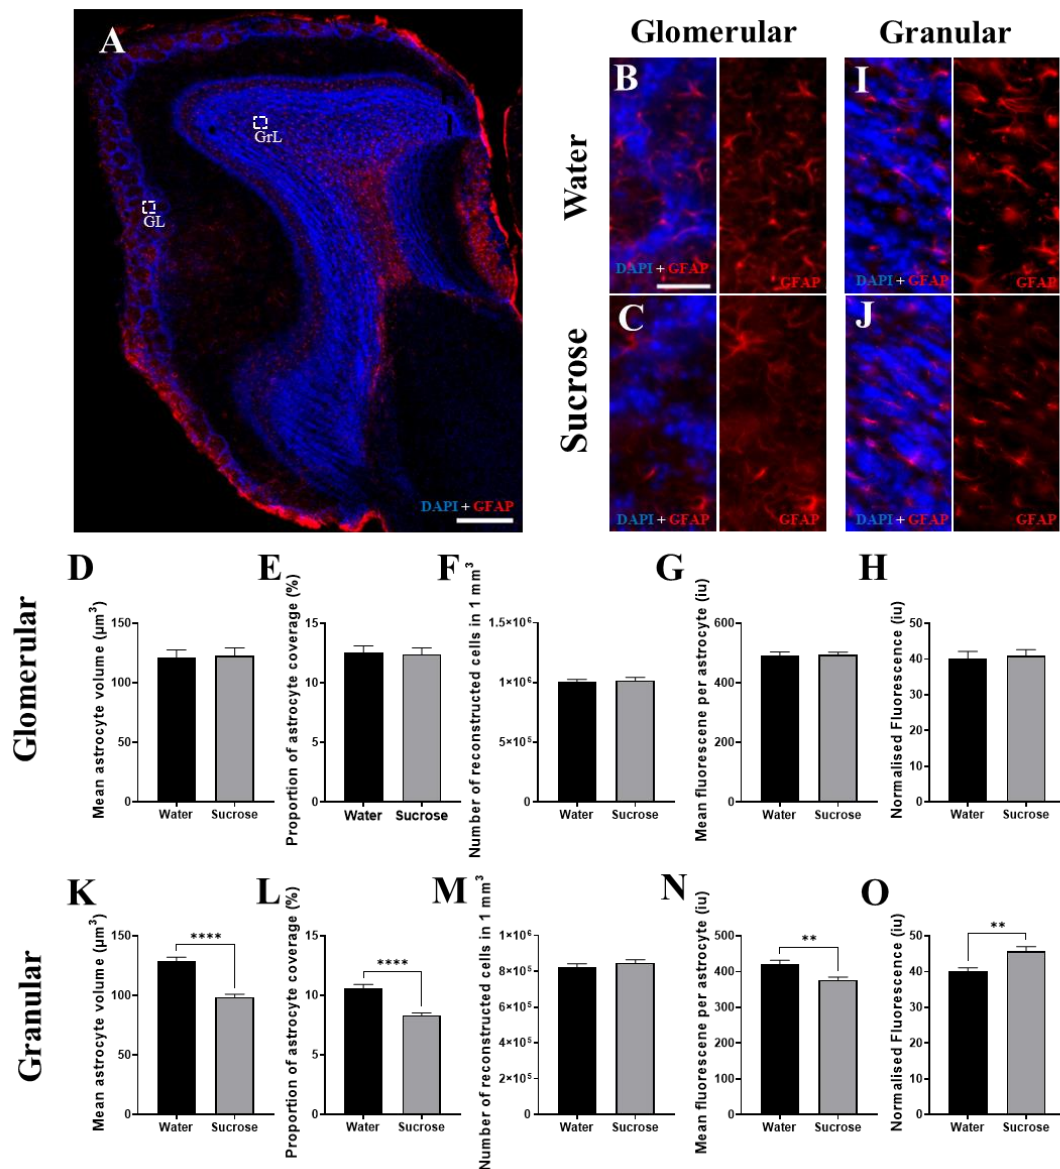 Glomerular
Granular
Water
Sucrose
A
GrL
GL
DAPI + GFAP
B
DAPI + GFAP
GFAP
I
DAPI + GFAP
GFAP
C
DAPI + GFAP
GFAP
J
DAPI + GFAP
GFAP
Glomerular
D
Mean astrocyte volume (µm³)
150
100
50
0
Water
Sucrose
E
Proportion of astrocyte coverage (%)
15
10
5
0
Water
Sucrose
F
Number of reconstructed cells in 1 mm³
1.5×10⁶
1×10⁶
5×10⁵
0
Water
Sucrose
G
Mean fluorescene per astrocyte (iu)
600
400
200
0
Water
Sucrose
H
Normalised Fluorescence (iu)
50
40
30
20
10
0
Water
Sucrose
Granular
K
Mean astrocyte volume (µm³)
150
100
50
0
****
Water
Sucrose
L
Proportion of astrocyte coverage (%)
15
10
5
0
****
Water
Sucrose
M
Number of reconstructed cells in 1 mm³
1×10⁶
8×10⁵
6×10⁵
4×10⁵
2×10⁵
0
Water
Sucrose
N
Mean fluorescene per astrocyte (iu)
500
400
300
200
100
0
**
Water
Sucrose
O
Normalised Fluorescence (iu)
50
40
30
20
10
0
**
Water
Sucrose